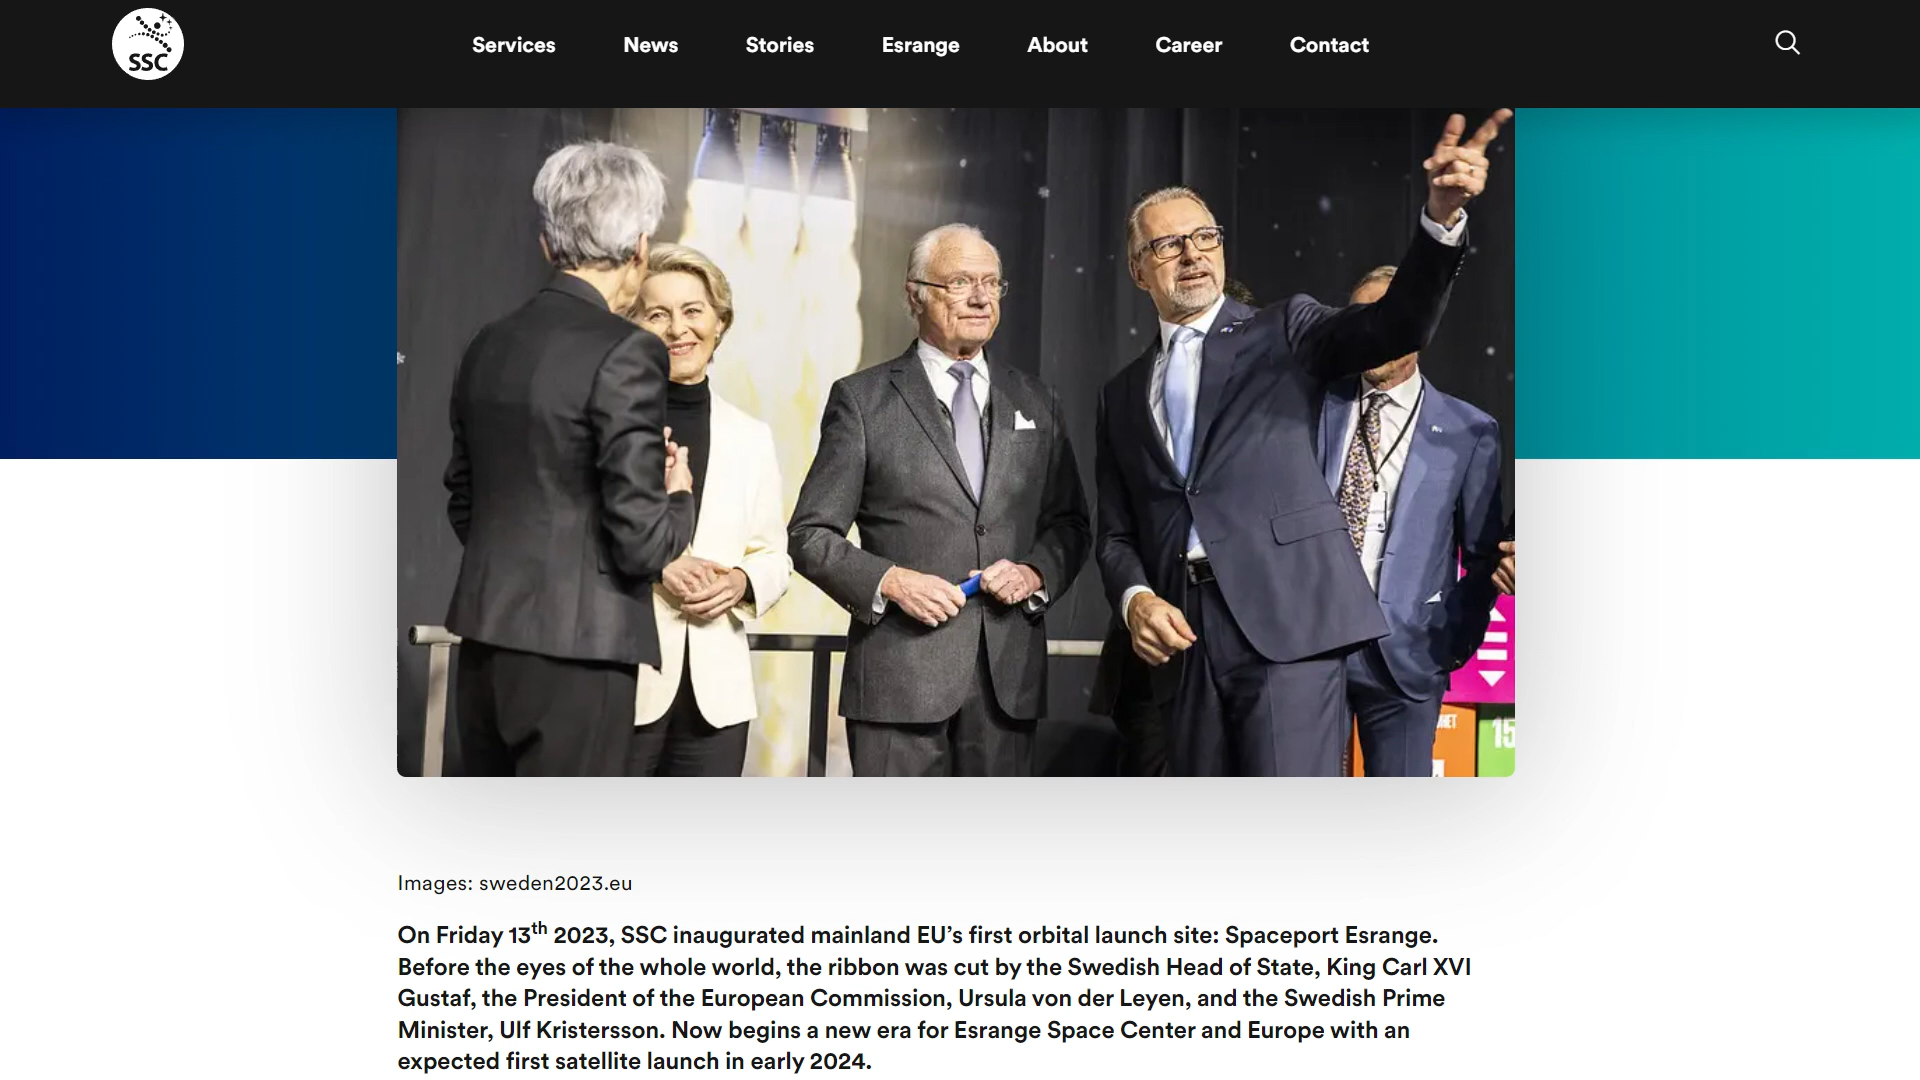 SSC
Services
News
Stories
Esrange
About
Career
Contact
15
Images: sweden2023.eu
On Friday 13th 2023, SSC inaugurated mainland EU’s first orbital launch site: Spaceport Esrange.
Before the eyes of the whole world, the ribbon was cut by the Swedish Head of State, King Carl XVI
Gustaf, the President of the European Commission, Ursula von der Leyen, and the Swedish Prime
Minister, Ulf Kristersson. Now begins a new era for Esrange Space Center and Europe with an
expected first satellite launch in early 2024.